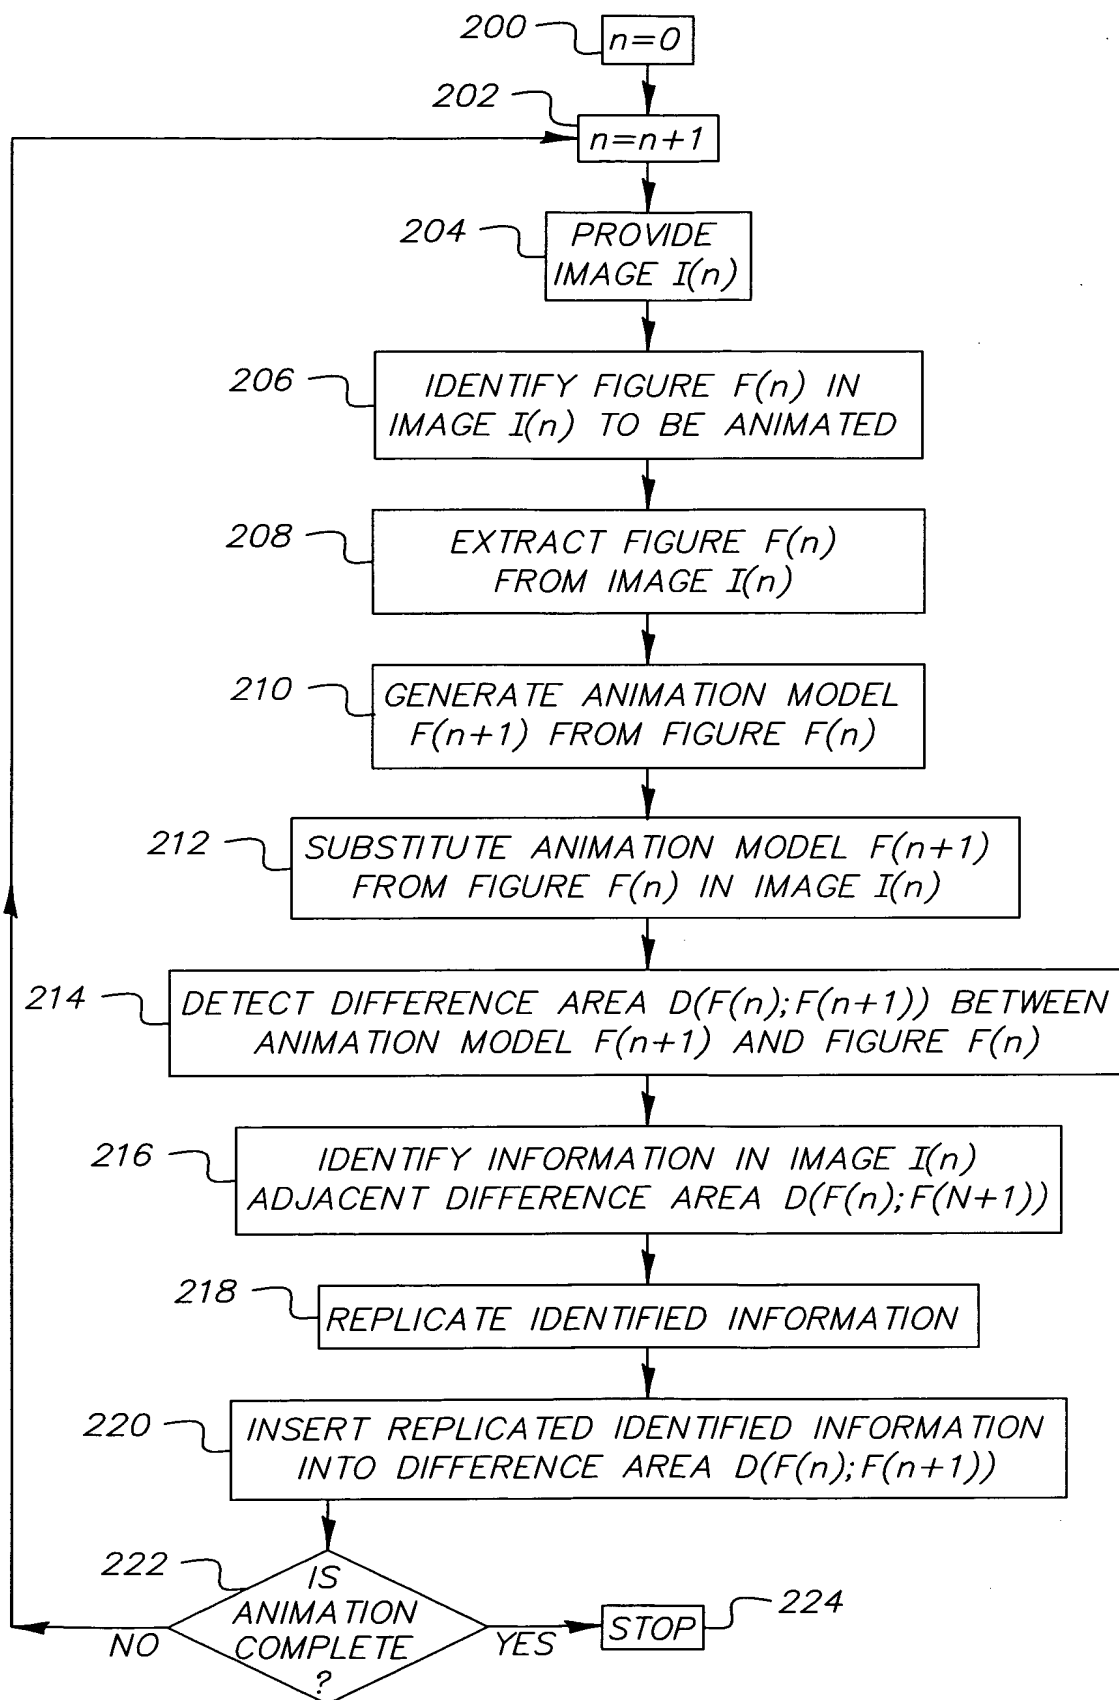 200
n=0
202
n=n+1
204
PROVIDE
IMAGE I(n)
206
IDENTIFY FIGURE F(n) IN
IMAGE I(n) TO BE ANIMATED
208
EXTRACT FIGURE F(n)
FROM IMAGE I(n)
210
GENERATE ANIMATION MODEL
F(n+1) FROM FIGURE F(n)
212
SUBSTITUTE ANIMATION MODEL F(n+1)
FROM FIGURE F(n) IN IMAGE I(n)
214
DETECT DIFFERENCE AREA D(F(n);F(n+1)) BETWEEN
ANIMATION MODEL F(n+1) AND FIGURE F(n)
216
IDENTIFY INFORMATION IN IMAGE I(n)
ADJACENT DIFFERENCE AREA D(F(n);F(N+1))
218
REPLICATE IDENTIFIED INFORMATION
220
INSERT REPLICATED IDENTIFIED INFORMATION
INTO DIFFERENCE AREA D(F(n);F(n+1))
222
IS
ANIMATION
COMPLETE
?
NO
YES
STOP
224